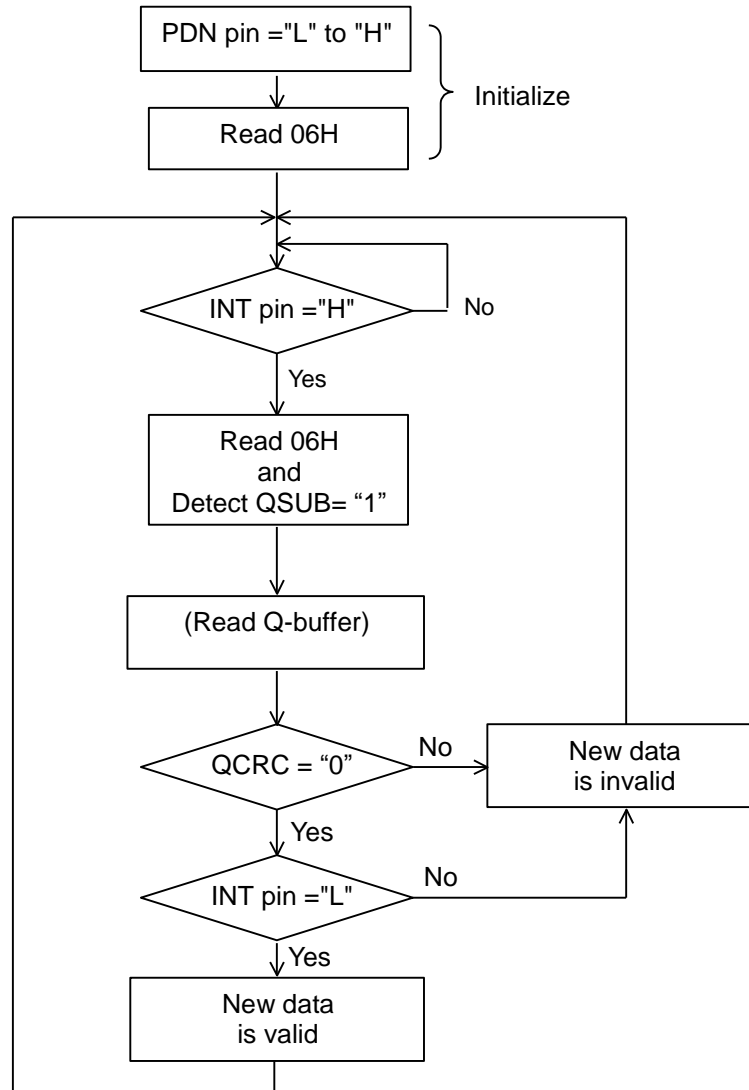 PDN pin ="L" to "H"
Initialize
Read 06H
INT pin ="H"
No
Yes
Read 06H
and
Detect QSUB= “1”
(Read Q-buffer)
QCRC = “0”
No
New data
is invalid
Yes
INT pin ="L"
No
Yes
New data
is valid